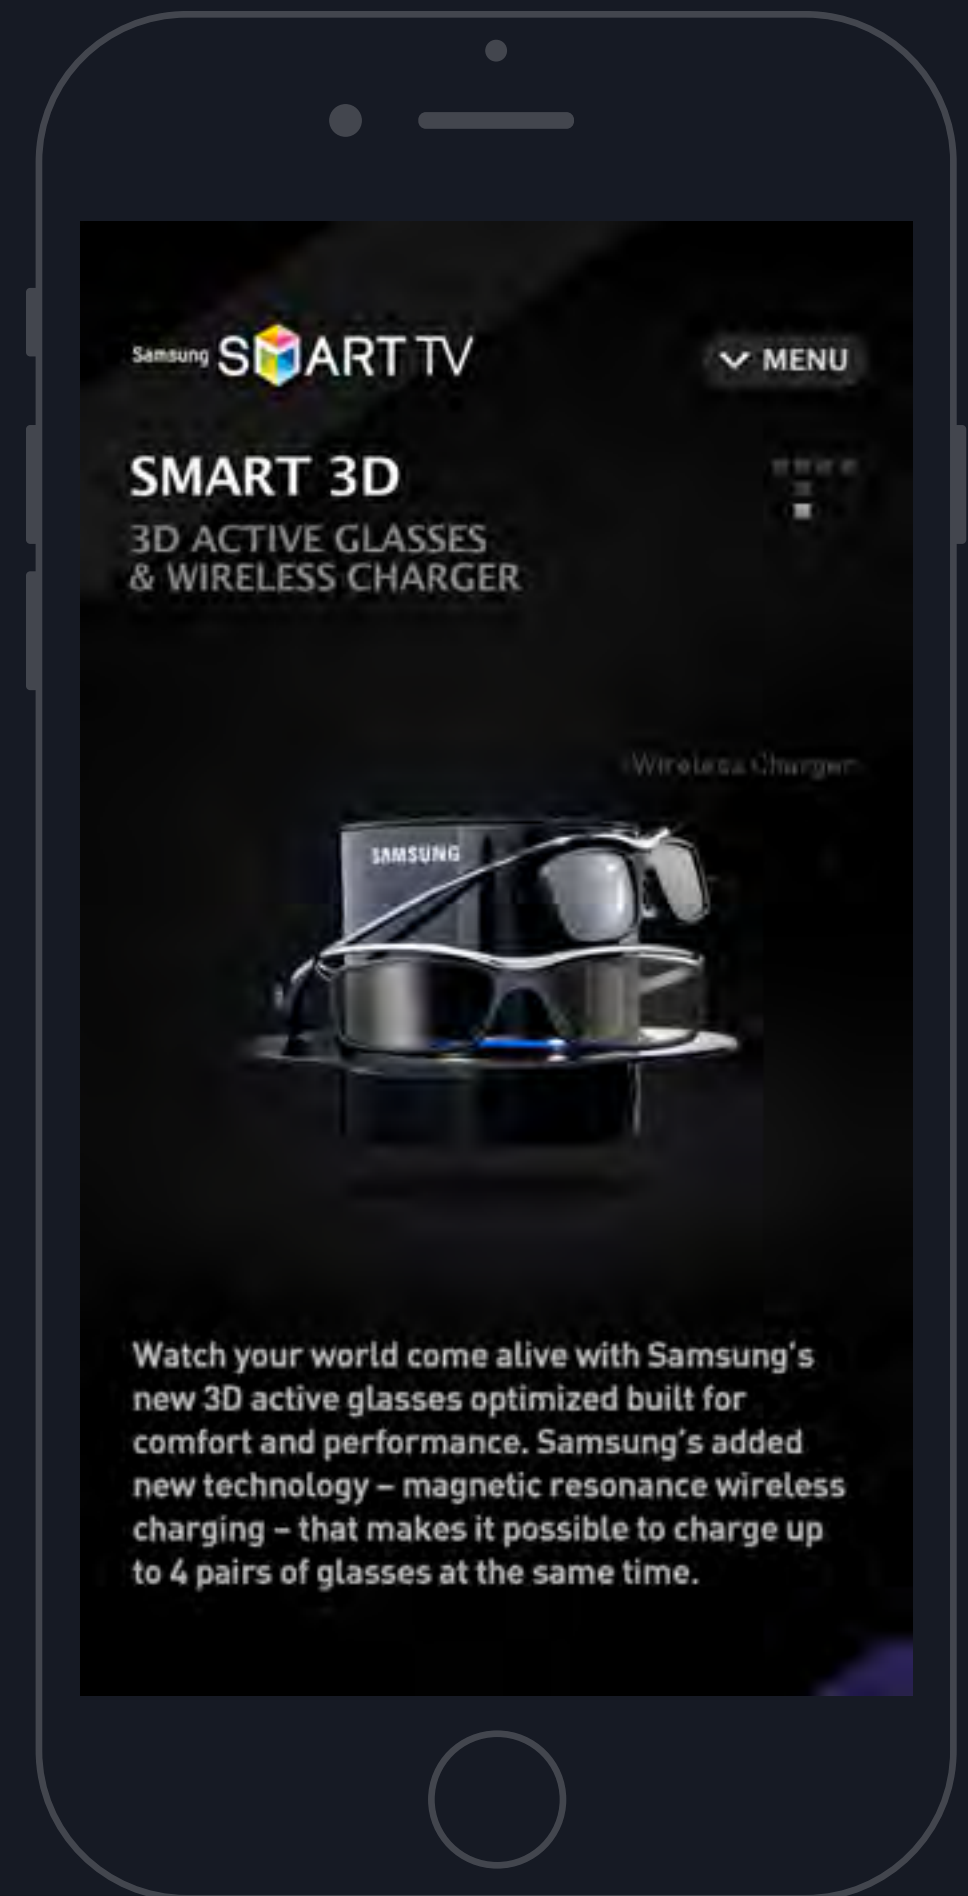 Samsung SMART TV
MENU
SMART 3D
3D ACTIVE GLASSES
& WIRELESS CHARGER
Wireless Charger
SAMSUNG
Watch your world come alive with Samsung's
new 3D active glasses optimized built for
comfort and performance. Samsung's added
new technology – magnetic resonance wireless
charging – that makes it possible to charge up
to 4 pairs of glasses at the same time.